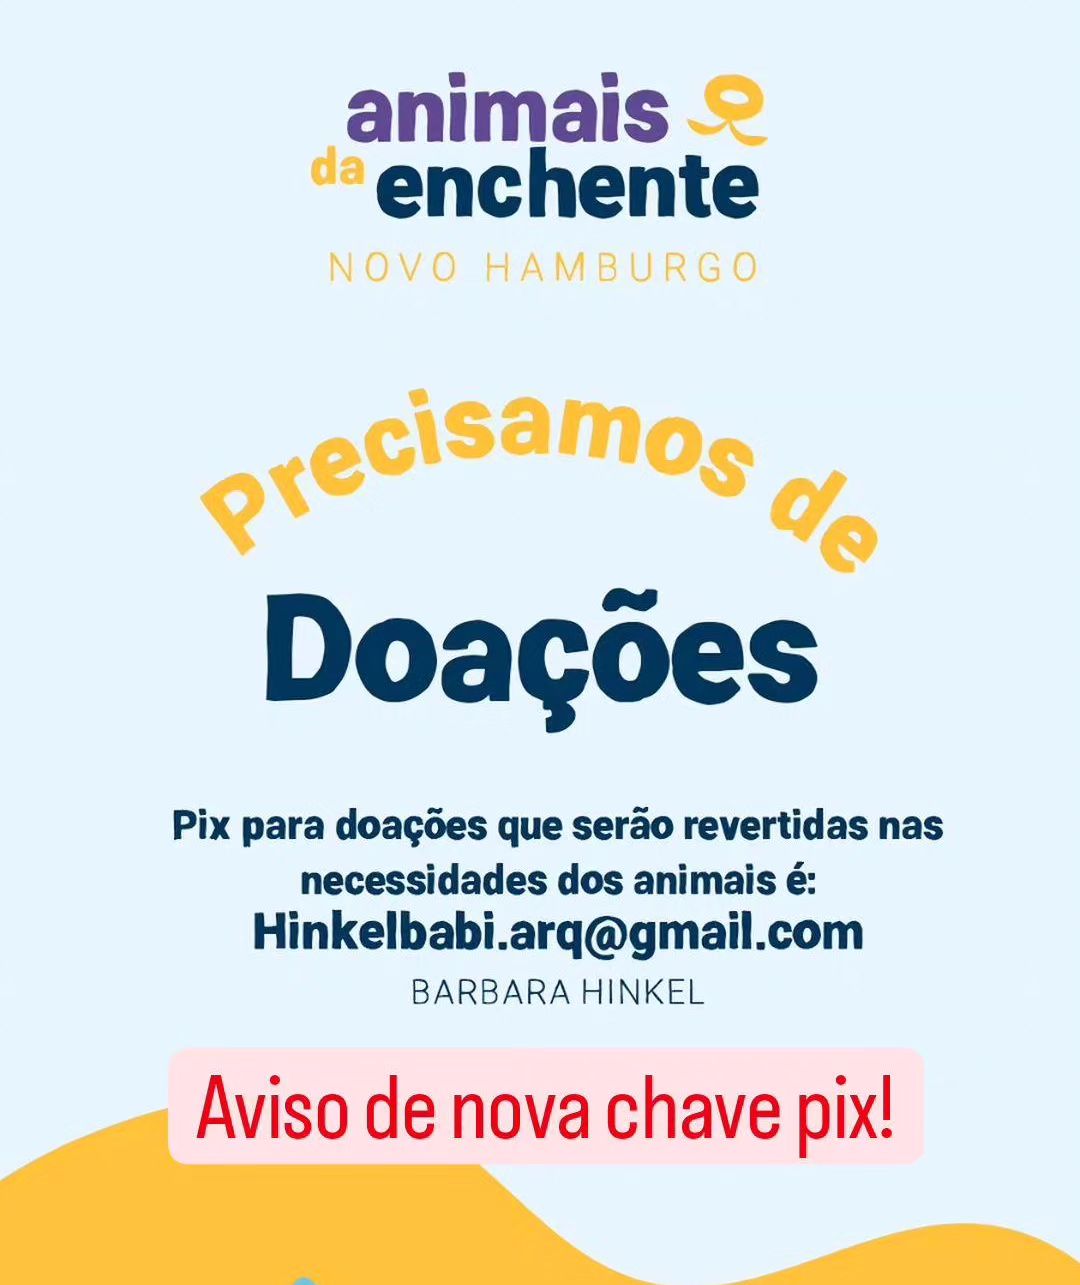 animais
da enchente
NOVO HAMBURGO
Precisamos de
Doações
Pix para doações que serão revertidas nas
necessidades dos animais é:
Hinkelbabi.arq@gmail.com
BARBARA HINKEL
Aviso de nova chave pix!